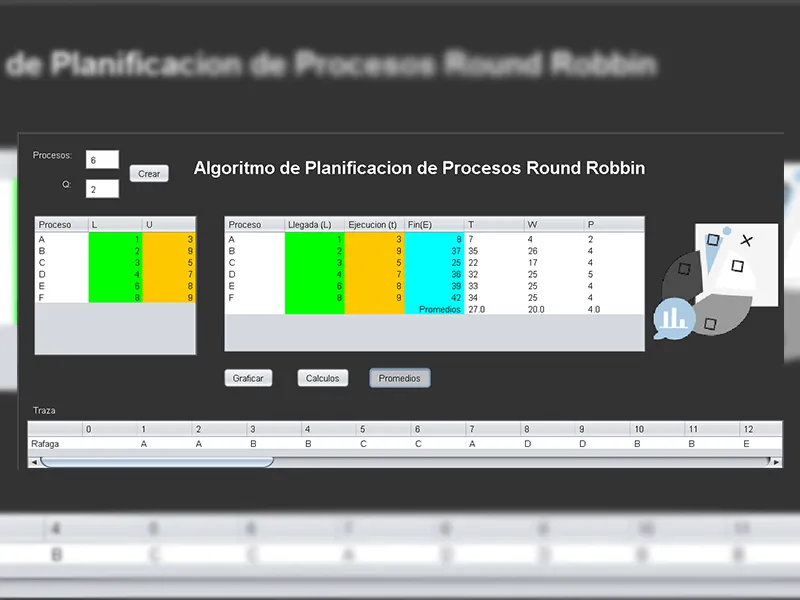 de Planificacion de Procesos Round Robbin
Procesos: 6
Q: 2
Crear
Algoritmo de Planificacion de Procesos Round Robbin
Proceso L U
A 1 3
B 2 9
C 3 5
D 4 7
E 6 8
F 8 9
Proceso Llegada (L) Ejecucion (t) Fin(E) T W P
A 1 3 8 7 4 2
B 2 9 37 35 26 4
C 3 5 25 22 17 4
D 4 7 36 32 25 5
E 6 8 39 33 25 4
F 8 9 42 34 25 4
Promedios 27.0 20.0 4.0
Graficar Calculos Promedios
Traza
0 1 2 3 4 5 6 7 8 9 10 11 12
Rafaga A A B B C C A D D B B E
4 5 6 7 8 9 10 11
B C C A D D B B